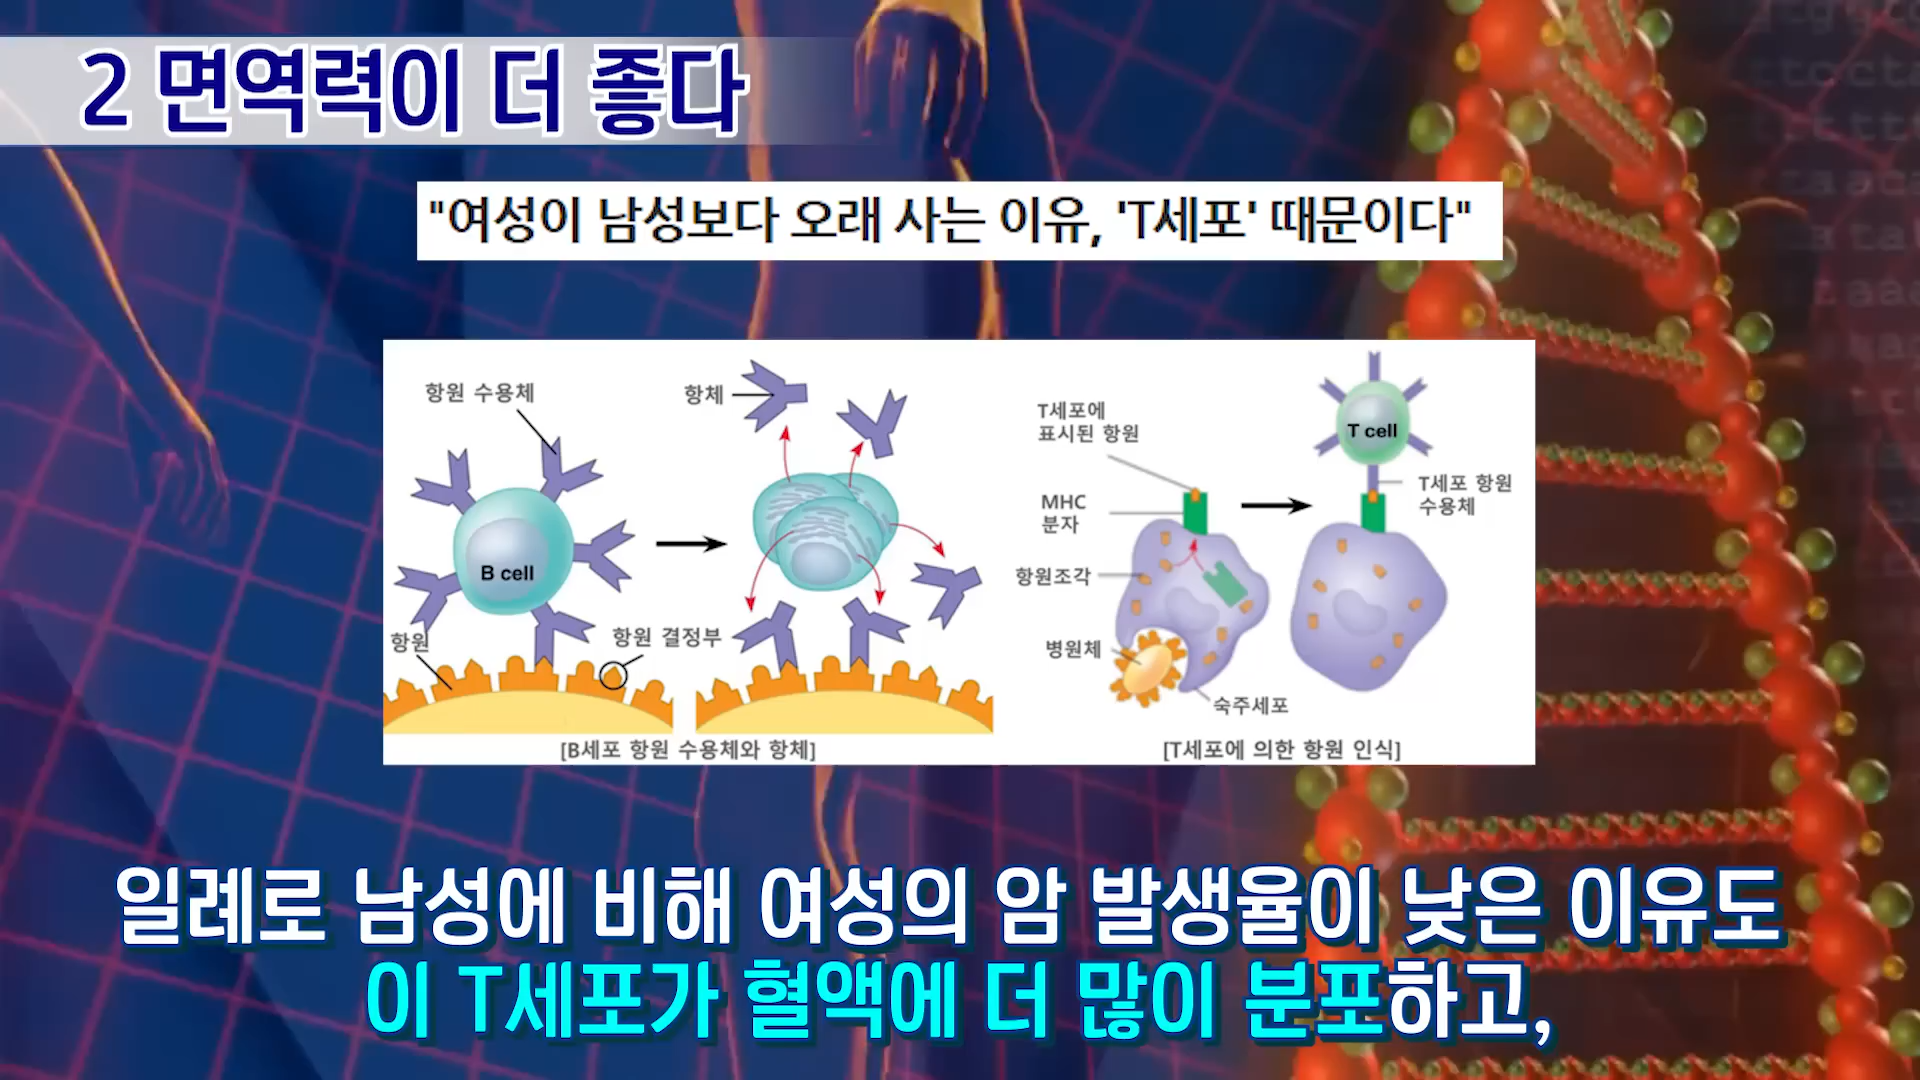 2 면역력이 더 좋다
"여성이 남성보다 오래 사는 이유, 'T세포' 때문이다"
항원 수용체
항체
B cell
항원
항원 결정부
[B세포 항원 수용체와 항체]
T세포에
표시된 항원
MHC
분자
항원조각
병원체
숙주세포
T cell
T세포 항원
수용체
[T세포에 의한 항원 인식]
일례로 남성에 비해 여성의 암 발생율이 낮은 이유도
이 T세포가 혈액에 더 많이 분포하고,